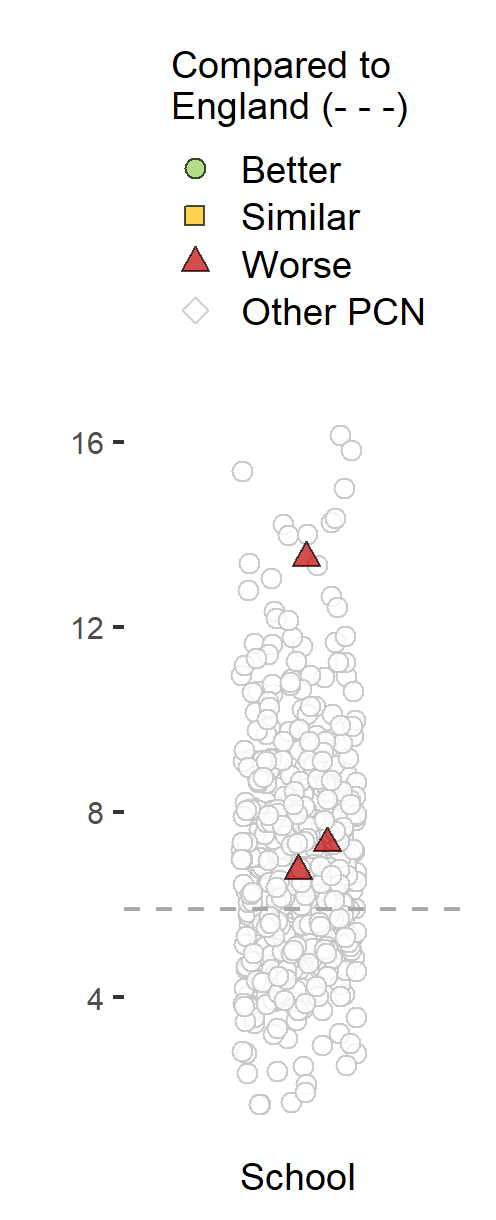 Compared to
England (- - -)
Better
Similar
Worse
Other PCN
16
12
8
4
School